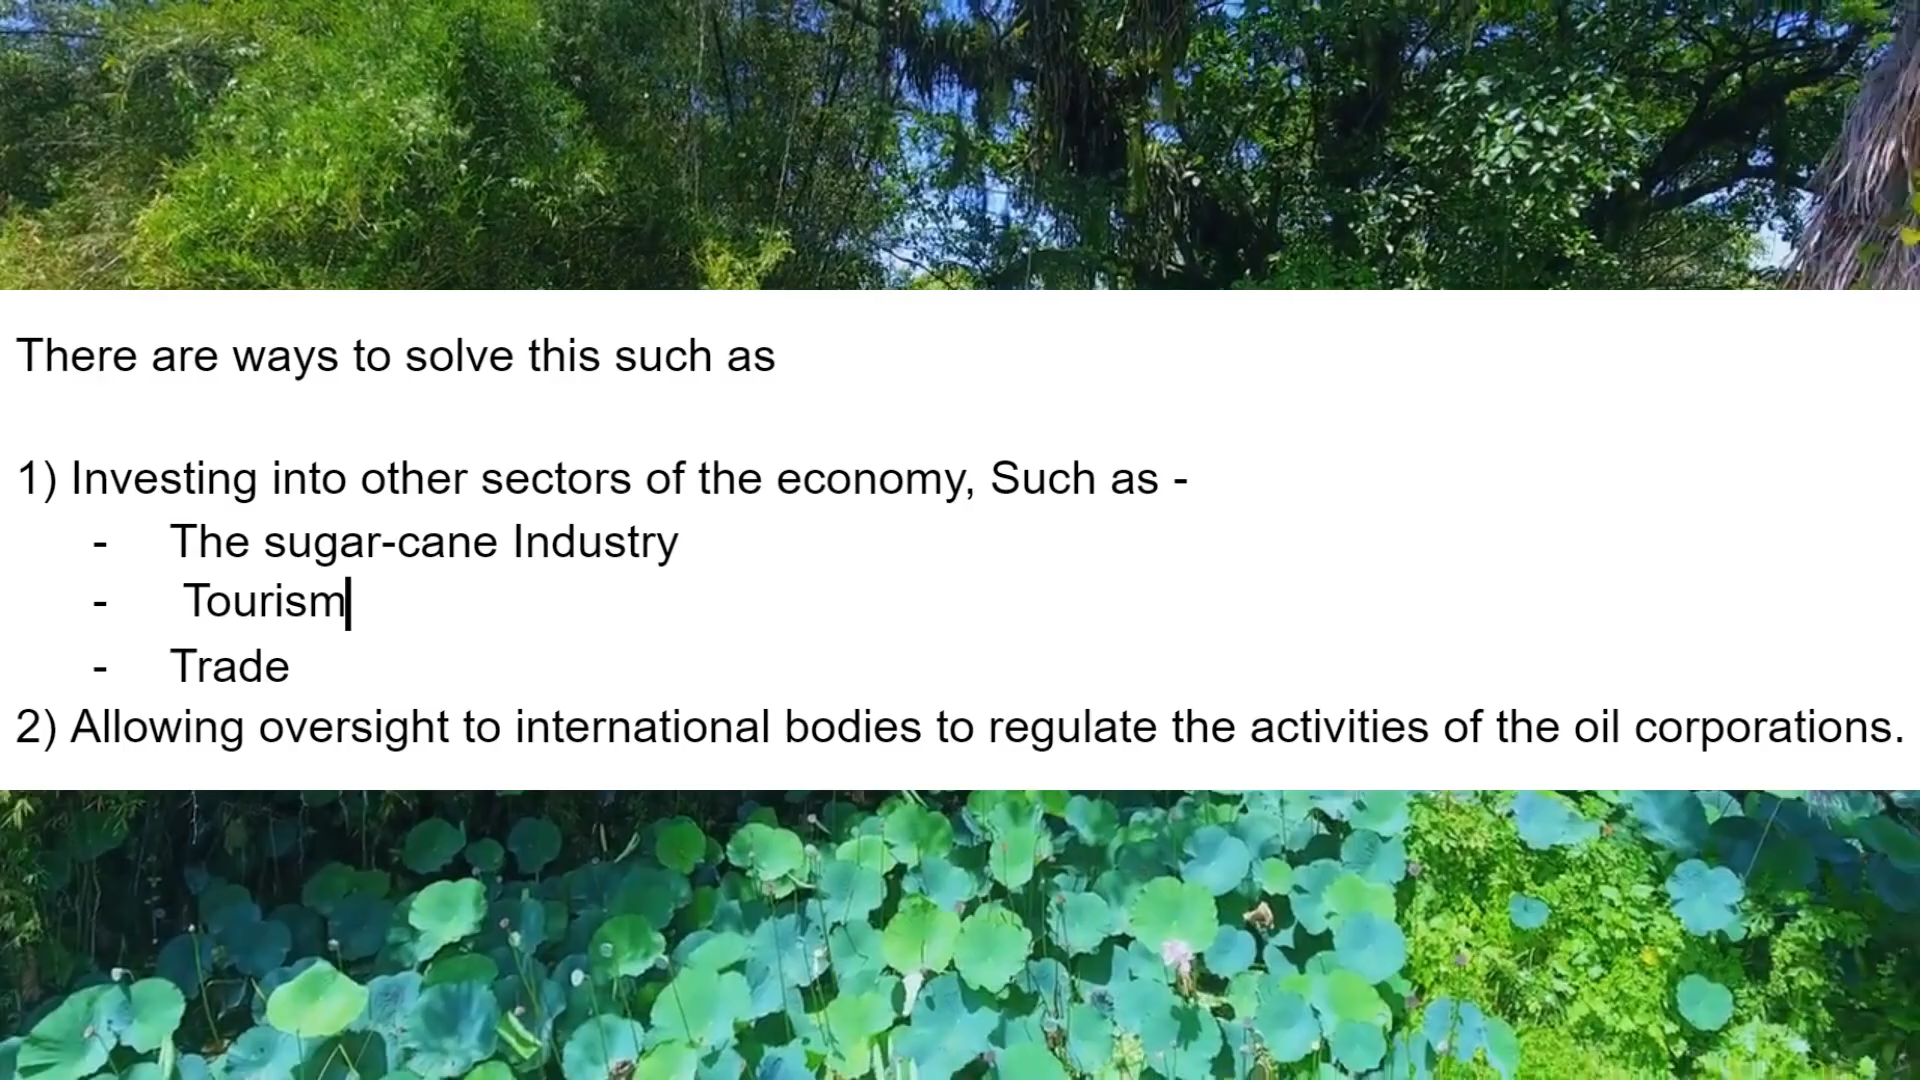 There are ways to solve this such as
1) Investing into other sectors of the economy, Such as -
- The sugar-cane Industry
- Tourism
- Trade
2) Allowing oversight to international bodies to regulate the activities of the oil corporations.